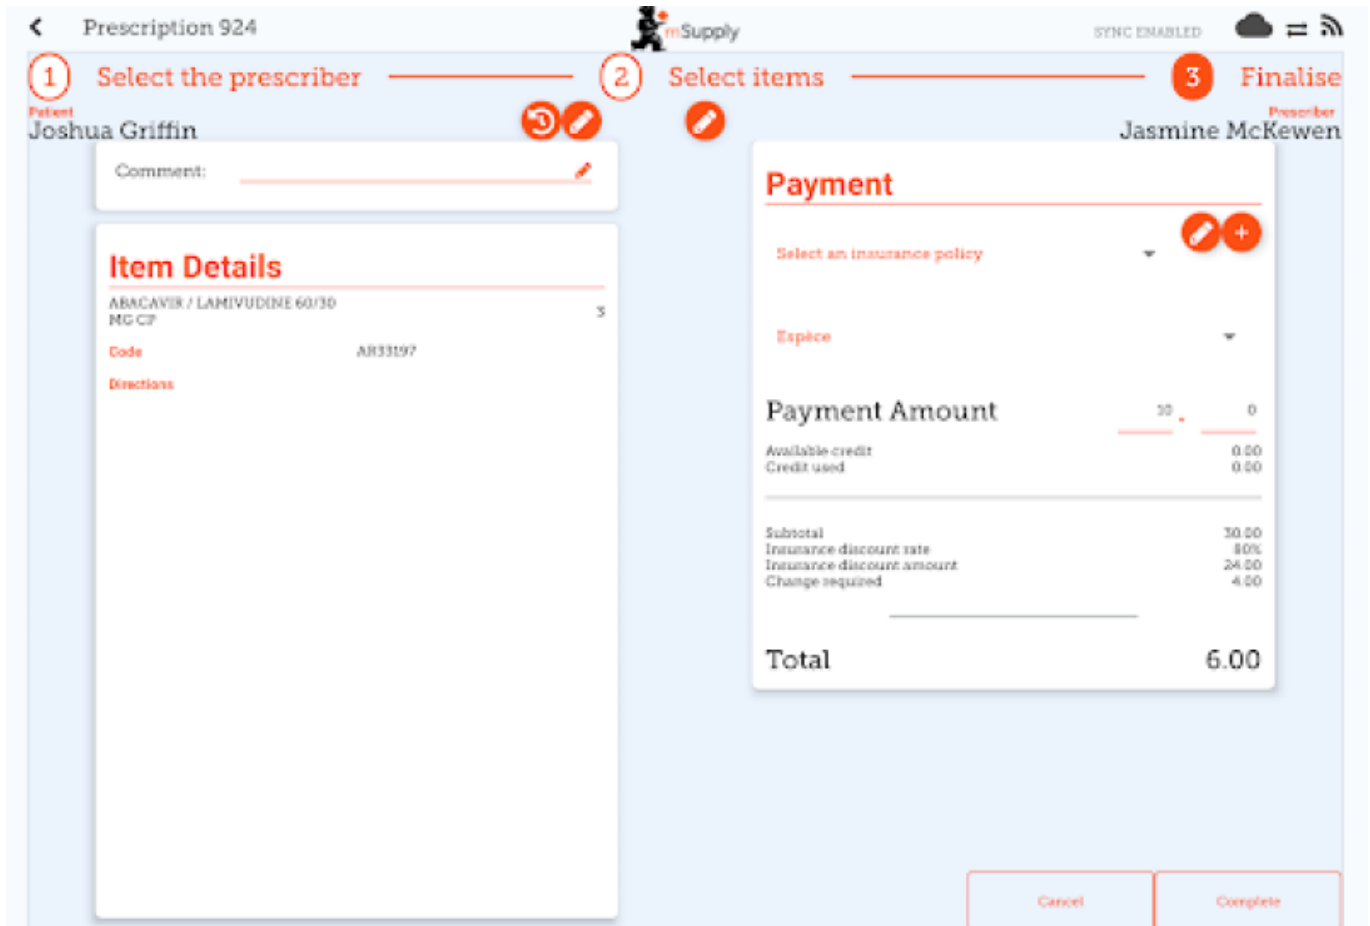 Prescription 924
mSupply
SYNC ENABLED
1 Select the prescriber
2 Select items
3 Finalise
Patient
Joshua Griffin
Prescriber
Jasmine McKewen
Comment:
Item Details
ABACAVIR / LAMIVUDINE 60/30
MG CP
3
Code AR33197
Directions
Payment
Select an insurance policy
Espèce
Payment Amount 10 . 0
Available credit 0.00
Credit used 0.00
Subtotal 30.00
Insurance discount rate 80%
Insurance discount amount 24.00
Change required 4.00
Total 6.00
Cancel
Complete